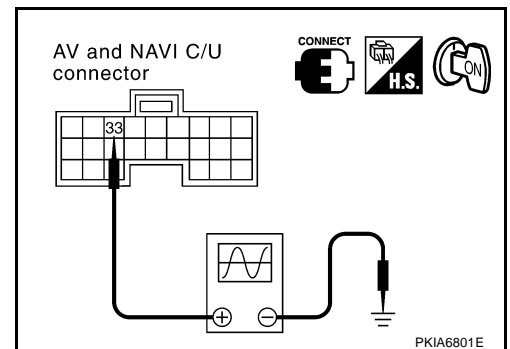 AV and NAVI C/U
connector
CONNECT
H.S.
ON
33
+ −
PKIA6801E